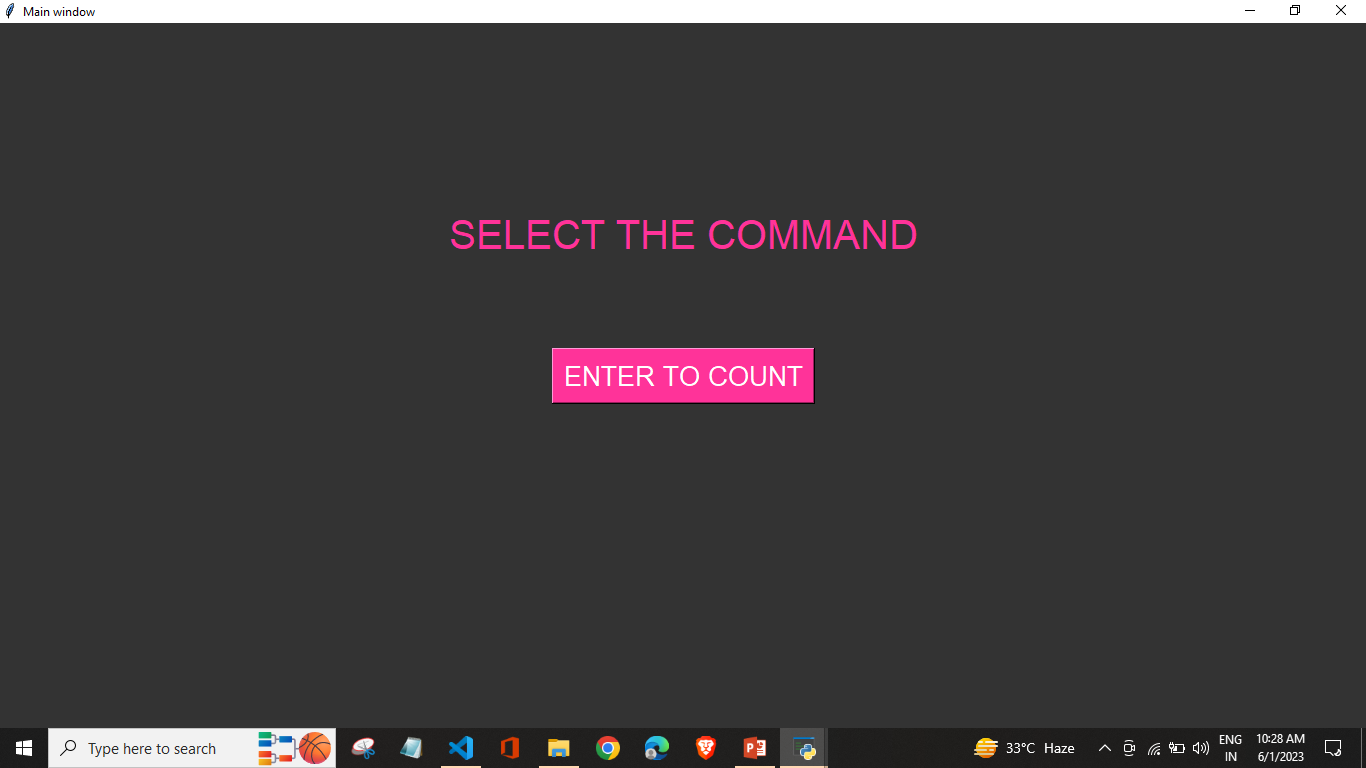 Main window
SELECT THE COMMAND
ENTER TO COUNT
Type here to search
33°C Haze
ENG
IN
10:28 AM
6/1/2023